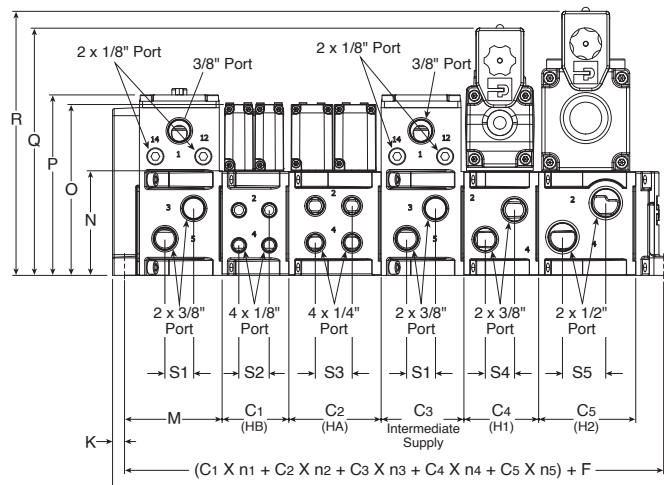 R
Q
P
O
N
2 x 1/8" Port
3/8" Port
2 x 1/8" Port
3/8" Port
14
12
1
14
12
1
3
5
2
4
2
4
3
5
2
4
2
4
2 x 3/8"
Port
4 x 1/8"
Port
4 x 1/4"
Port
2 x 3/8"
Port
2 x 3/8"
Port
2 x 1/2"
Port
S1
S2
S3
S1
S4
S5
M
C1
(HB)
C2
(HA)
C3
Intermediate
Supply
C4
(H1)
C5
(H2)
K
(C1 X n1 + C2 X n2 + C3 X n3 + C4 X n4 + C5 X n5) + F